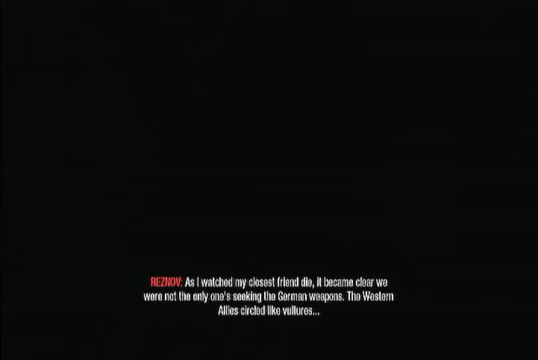 REZNOV: As I watched my closest friend die, it became clear we
were not the only one's seeking the German weapons. The Western
Allies circled like vultures...